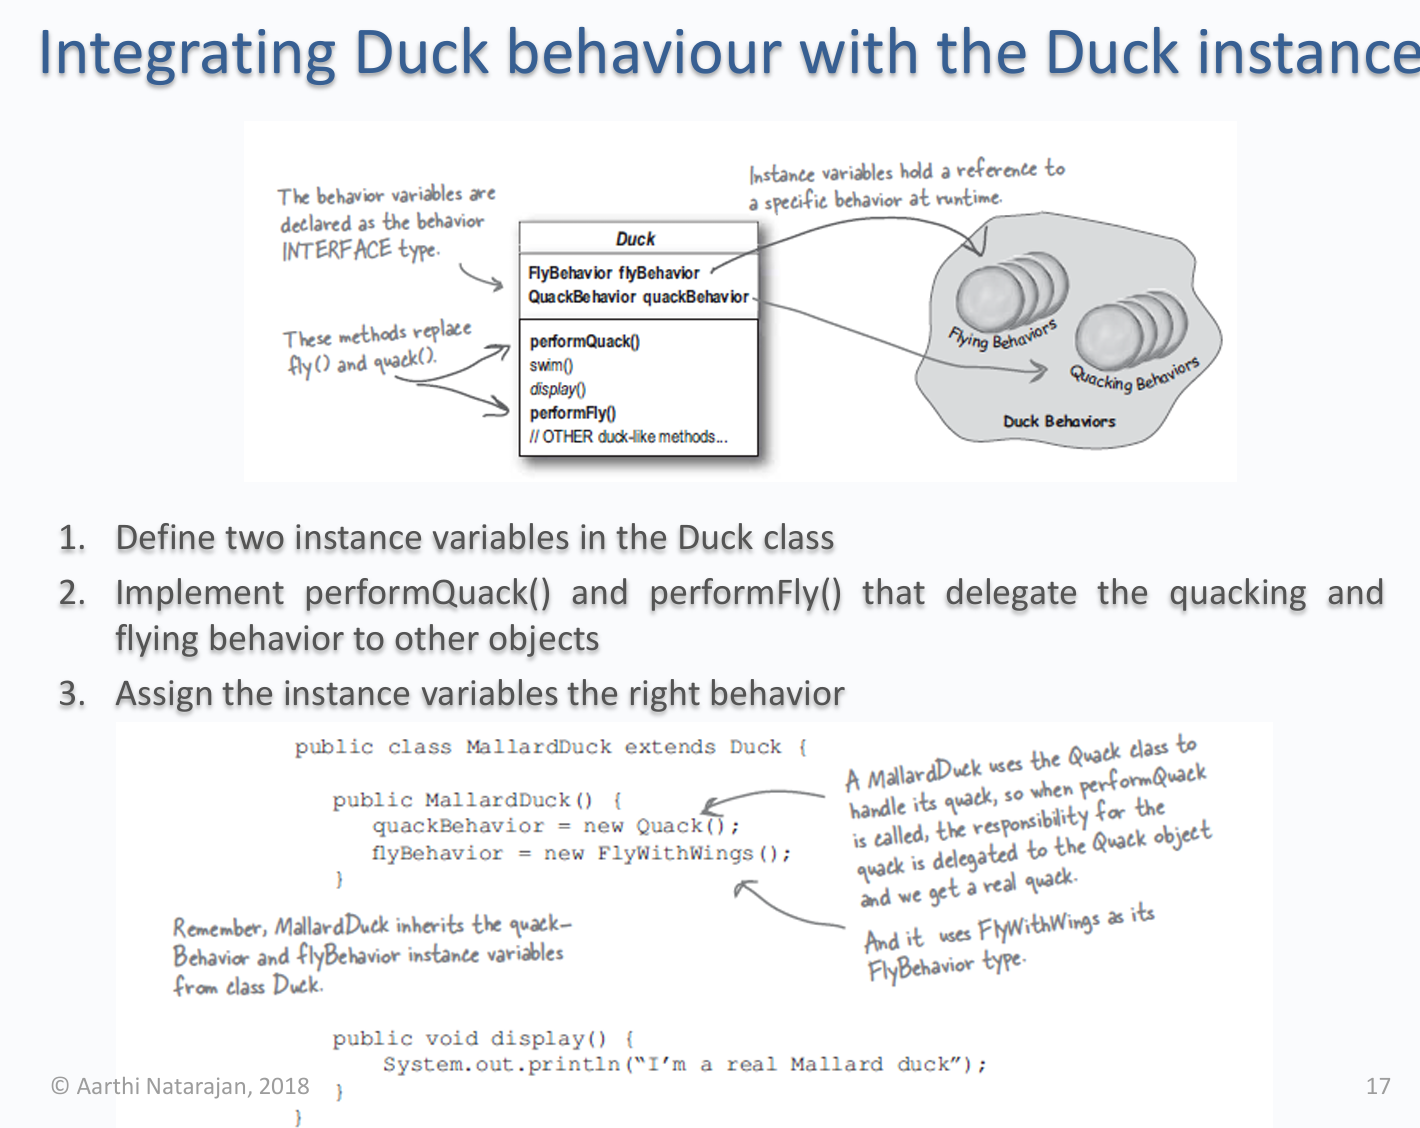 Integrating Duck behaviour with the Duck instance
The behavior variables are
declared as the behavior
INTERFACE type.
These methods replace
fly() and quack().
Duck
FlyBehavior flyBehavior
QuackBehavior quackBehavior
performQuack()
swim()
display()
performFly()
// OTHER duck-like methods...
Instance variables hold a reference to
a specific behavior at runtime.
Flying Behaviors
Quacking Behaviors
Duck Behaviors
1. Define two instance variables in the Duck class
2. Implement performQuack() and performFly() that delegate the quacking and
flying behavior to other objects
3. Assign the instance variables the right behavior
public class MallardDuck extends Duck {
public MallardDuck() {
quackBehavior = new Quack();
flyBehavior = new FlyWithWings();
}
A MallardDuck uses the Quack class to
handle its quack, so when performQuack
is called, the responsibility for the
quack is delegated to the Quack object
and we get a real quack.
And it uses FlyWithWings as its
FlyBehavior type.
Remember, MallardDuck inherits the quack-
Behavior and flyBehavior instance variables
from class Duck.
public void display() {
System.out.println("I'm a real Mallard duck");
}
}
© Aarthi Natarajan, 2018
17